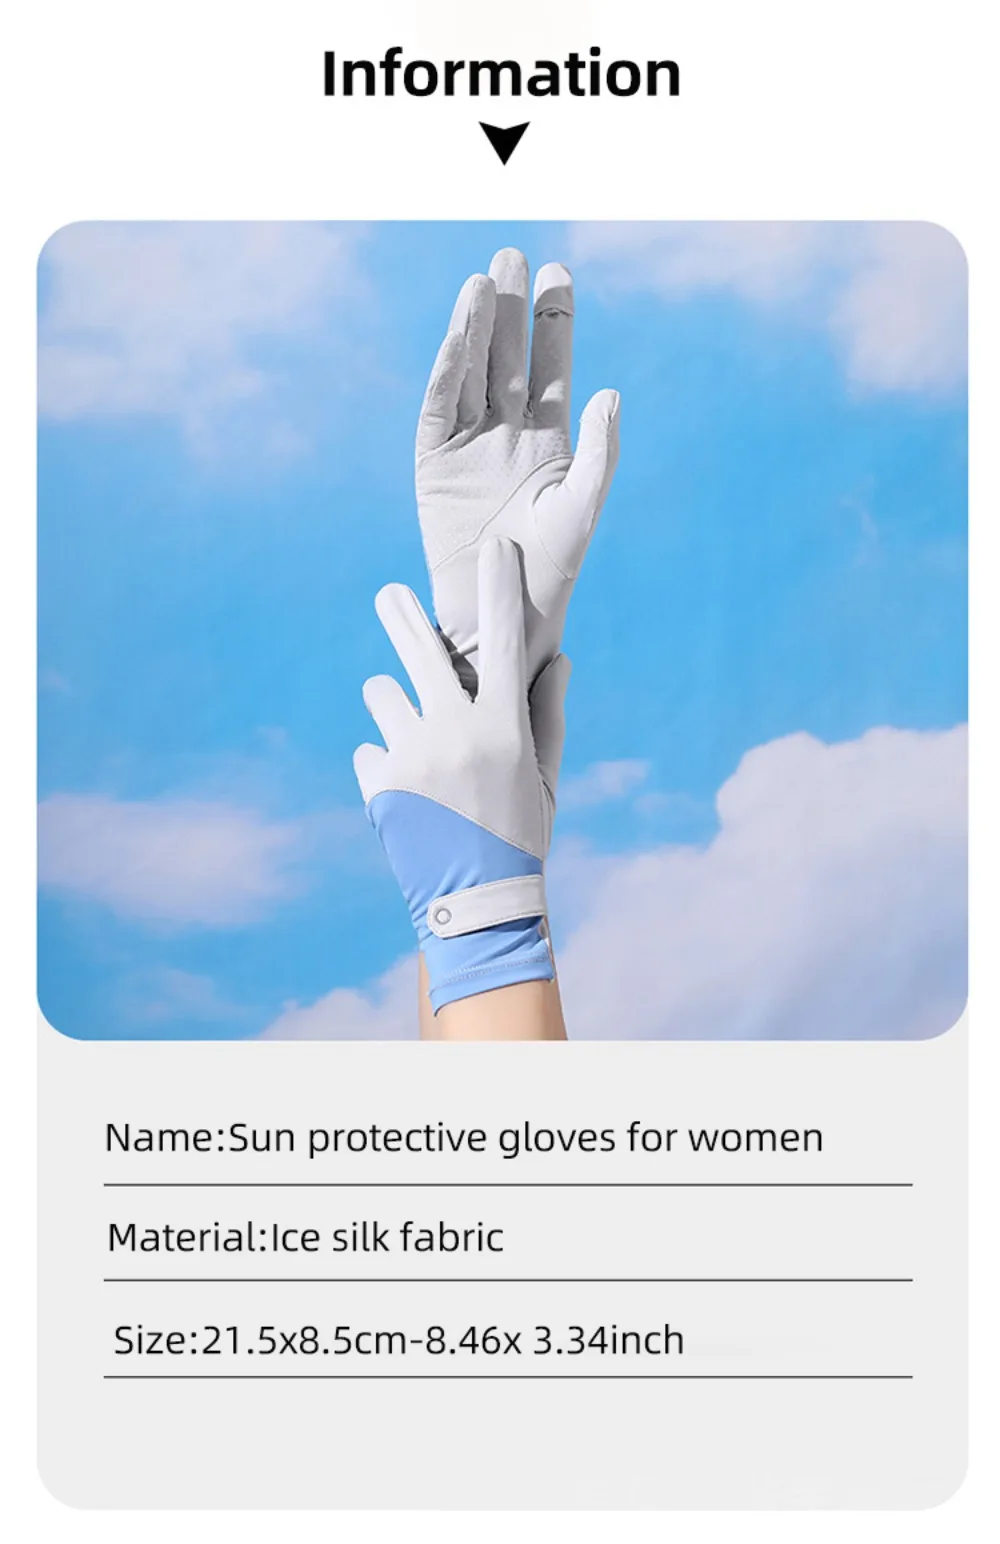 Information
Name:Sun protective gloves for women
Material:Ice silk fabric
Size:21.5x8.5cm-8.46x 3.34inch